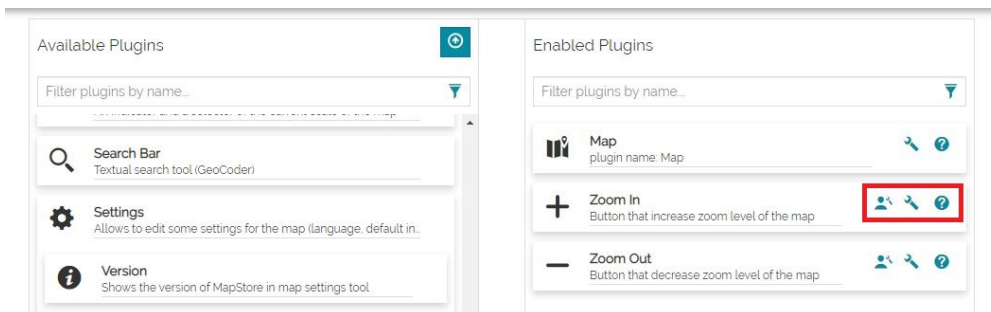 Available Plugins
Filter plugins by name...
Search Bar
Textual search tool (GeoCoder)
Settings
Allows to edit some settings for the map (language, default in...
Version
Shows the version of MapStore in map settings tool
Enabled Plugins
Filter plugins by name...
Map
plugin name: Map
Zoom In
Button that increase zoom level of the map
Zoom Out
Button that decrease zoom level of the map